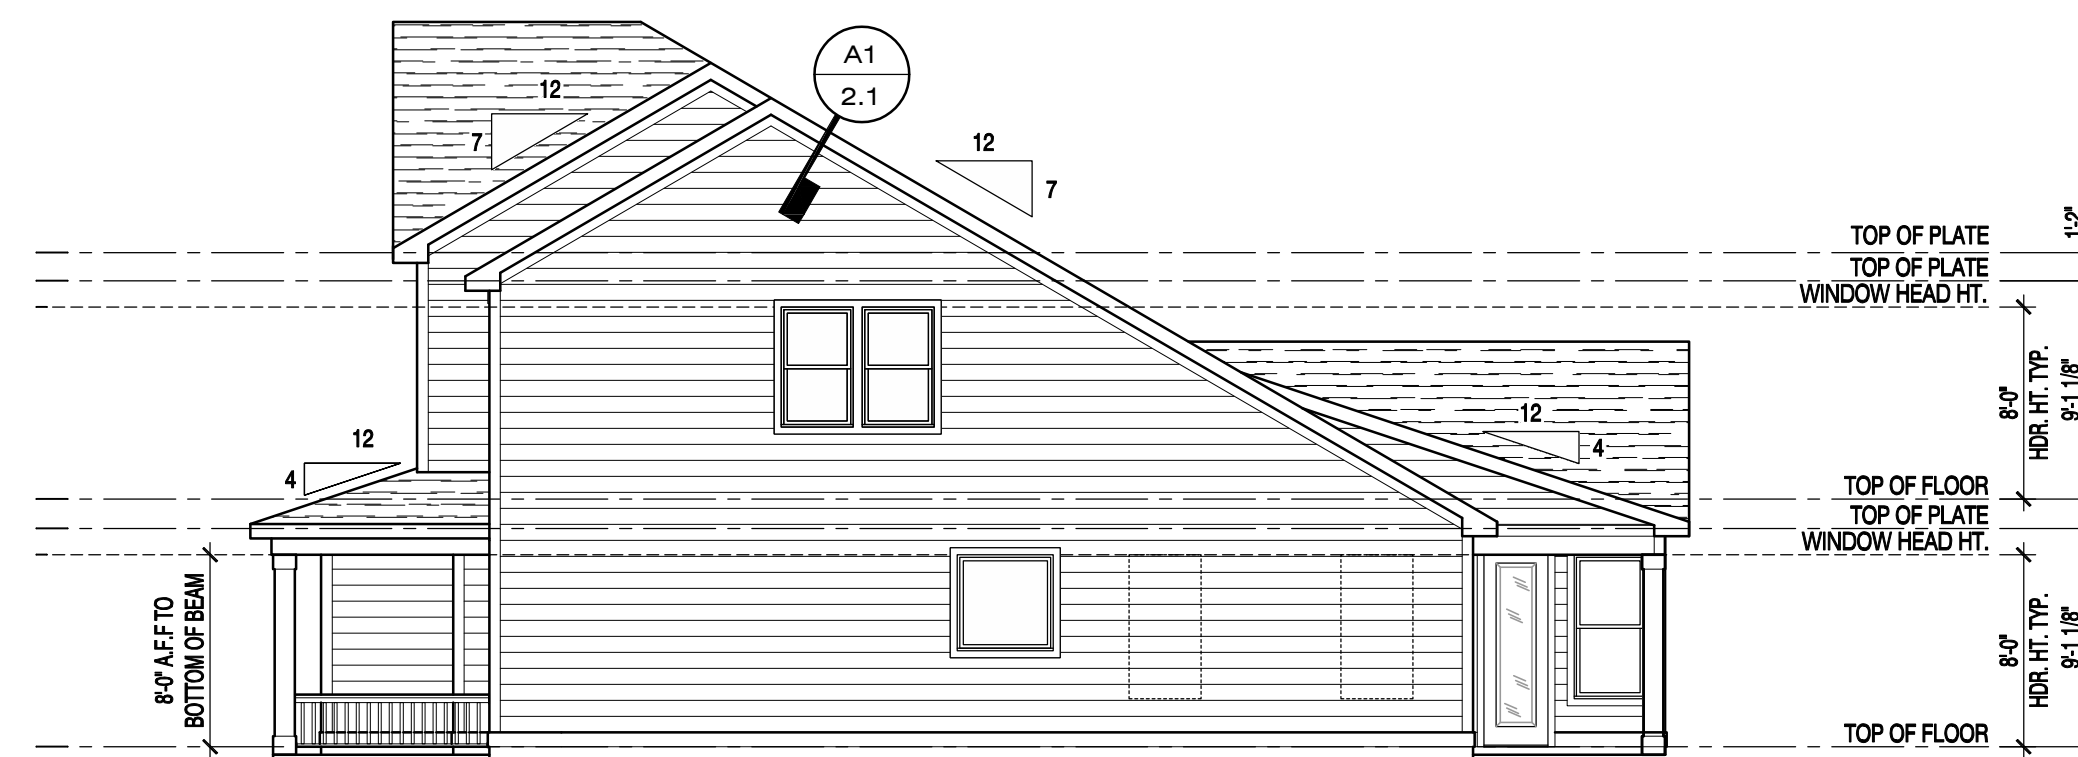 A1
2.1
12
7
12
7
TOP OF PLATE
1'-2"
TOP OF PLATE
WINDOW HEAD HT.
12
4
12
4
8'-0"
HDR. HT. TYP.
9'-1 1/8"
TOP OF FLOOR
TOP OF PLATE
WINDOW HEAD HT.
8'-0" A.F.F TO
BOTTOM OF BEAM
8'-0"
HDR. HT. TYP.
9'-1 1/8"
TOP OF FLOOR